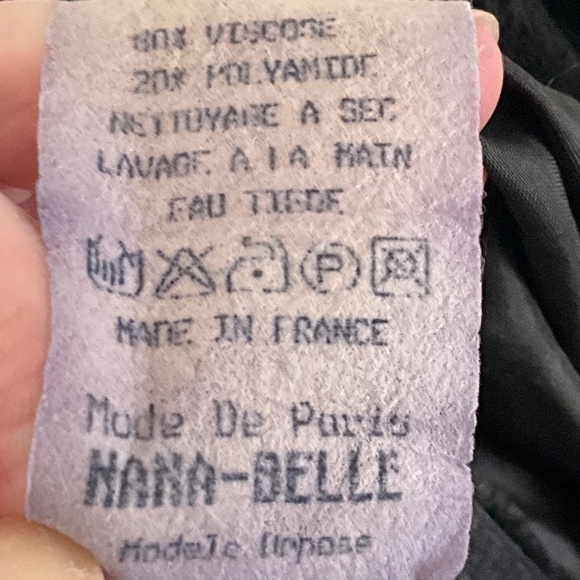 80% VISCOSE
20% POLYAMIDE
NETTOYAGE A SEC
LAVAGE A LA MAIN
EAU TIEDE
P
MADE IN FRANCE
Mode De Paris
NANA-BELLE
Modele Depose